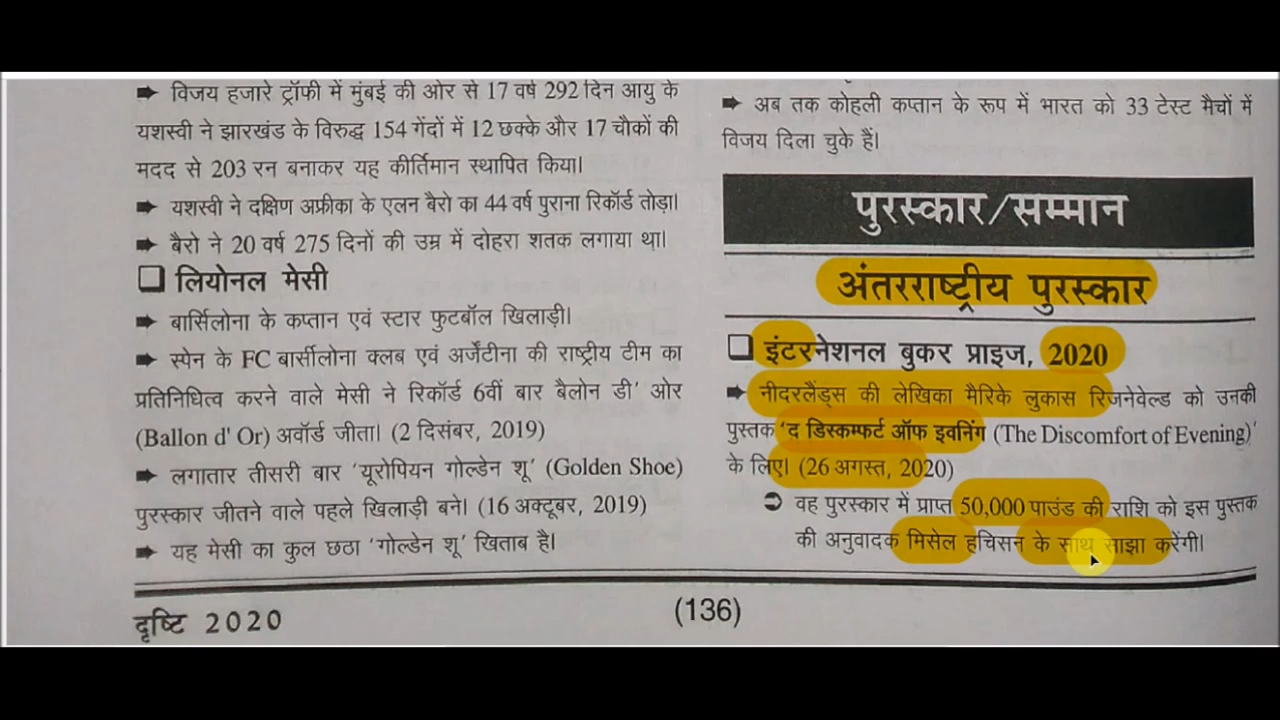 ➨ विजय हजारे ट्रॉफी में मुंबई की ओर से 17 वर्ष 292 दिन आयु के
यशस्वी ने झारखंड के विरुद्ध 154 गेंदों में 12 छक्के और 17 चौकों की
मदद से 203 रन बनाकर यह कीर्तिमान स्थापित किया।
➨ यशस्वी ने दक्षिण अफ्रीका के एलन बैरो का 44 वर्ष पुराना रिकॉर्ड तोड़ा।
➨ बैरो ने 20 वर्ष 275 दिनों की उम्र में दोहरा शतक लगाया था।
❑ लियोनल मेसी
➨ बार्सिलोना के कप्तान एवं स्टार फुटबॉल खिलाड़ी।
➨ स्पेन के FC बार्सीलोना क्लब एवं अर्जेंटीना की राष्ट्रीय टीम का
प्रतिनिधित्व करने वाले मेसी ने रिकॉर्ड 6वीं बार बैलोन डी' ओर
(Ballon d' Or) अवॉर्ड जीता। (2 दिसंबर, 2019)
➨ लगातार तीसरी बार 'यूरोपियन गोल्डेन शू' (Golden Shoe)
पुरस्कार जीतने वाले पहले खिलाड़ी बने। (16 अक्टूबर, 2019)
➨ यह मेसी का कुल छठा 'गोल्डेन शू' खिताब है।
➨ अब तक कोहली कप्तान के रूप में भारत को 33 टेस्ट मैचों में
विजय दिला चुके हैं।
पुरस्कार/सम्मान
अंतरराष्ट्रीय पुरस्कार
❑ इंटरनेशनल बुकर प्राइज, 2020
➨ नीदरलैंड्स की लेखिका मैरिके लुकास रिजनेवेल्ड को उनकी
पुस्तक 'द डिस्कम्फर्ट ऑफ इवनिंग (The Discomfort of Evening)'
के लिए। (26 अगस्त, 2020)
➲ वह पुरस्कार में प्राप्त 50,000 पाउंड की राशि को इस पुस्तक
की अनुवादक मिसेल हचिसन के साथ साझा करेंगी।
दृष्टि 2020
(136)